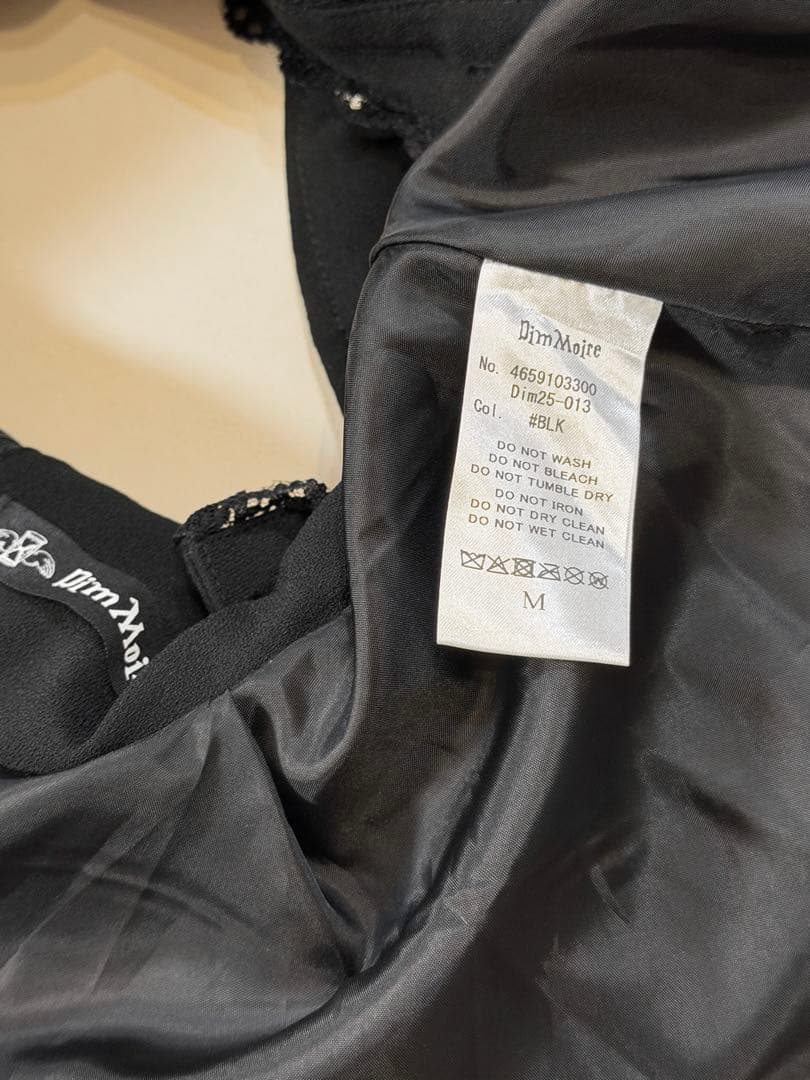 DimMoire
No. 4659103300
Dim25-013
Col. #BLK
DO NOT WASH
DO NOT BLEACH
DO NOT TUMBLE DRY
DO NOT IRON
DO NOT DRY CLEAN
DO NOT WET CLEAN
M
DimMoi